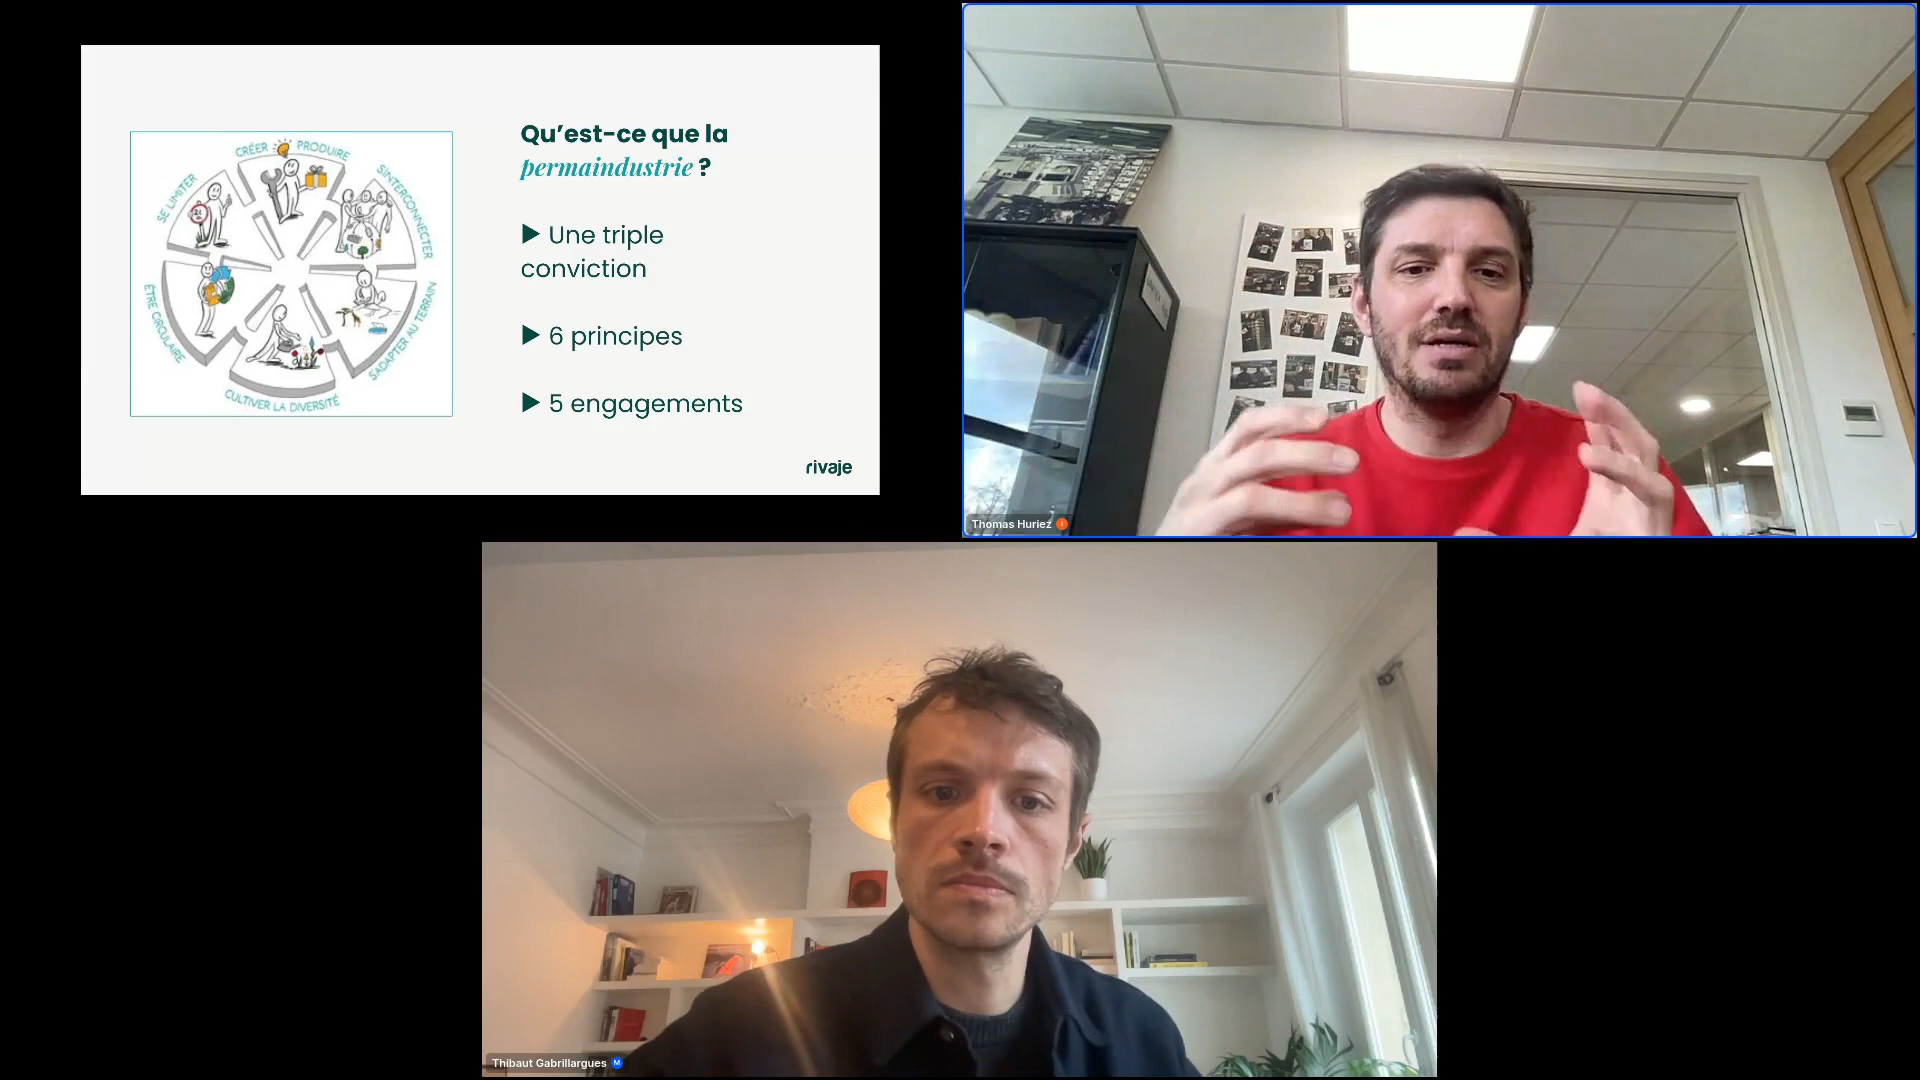 Qu’est-ce que la
permaindustrie ?
▶ Une triple
conviction
▶ 6 principes
▶ 5 engagements
rivaje
CRÉER
PRODUIRE
S'INTERCONNECTER
S'ADAPTER AU TERRAIN
CULTIVER LA DIVERSITÉ
ÊTRE CIRCULAIRE
SE LIMITER
Thomas Huriez
Thibaut Gabrillargues
M